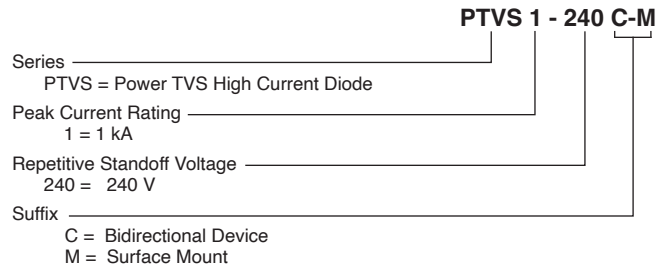 PTVS 1 - 240 C-M
Series
PTVS = Power TVS High Current Diode
Peak Current Rating
1 = 1 kA
Repetitive Standoff Voltage
240 = 240 V
Suffix
C = Bidirectional Device
M = Surface Mount